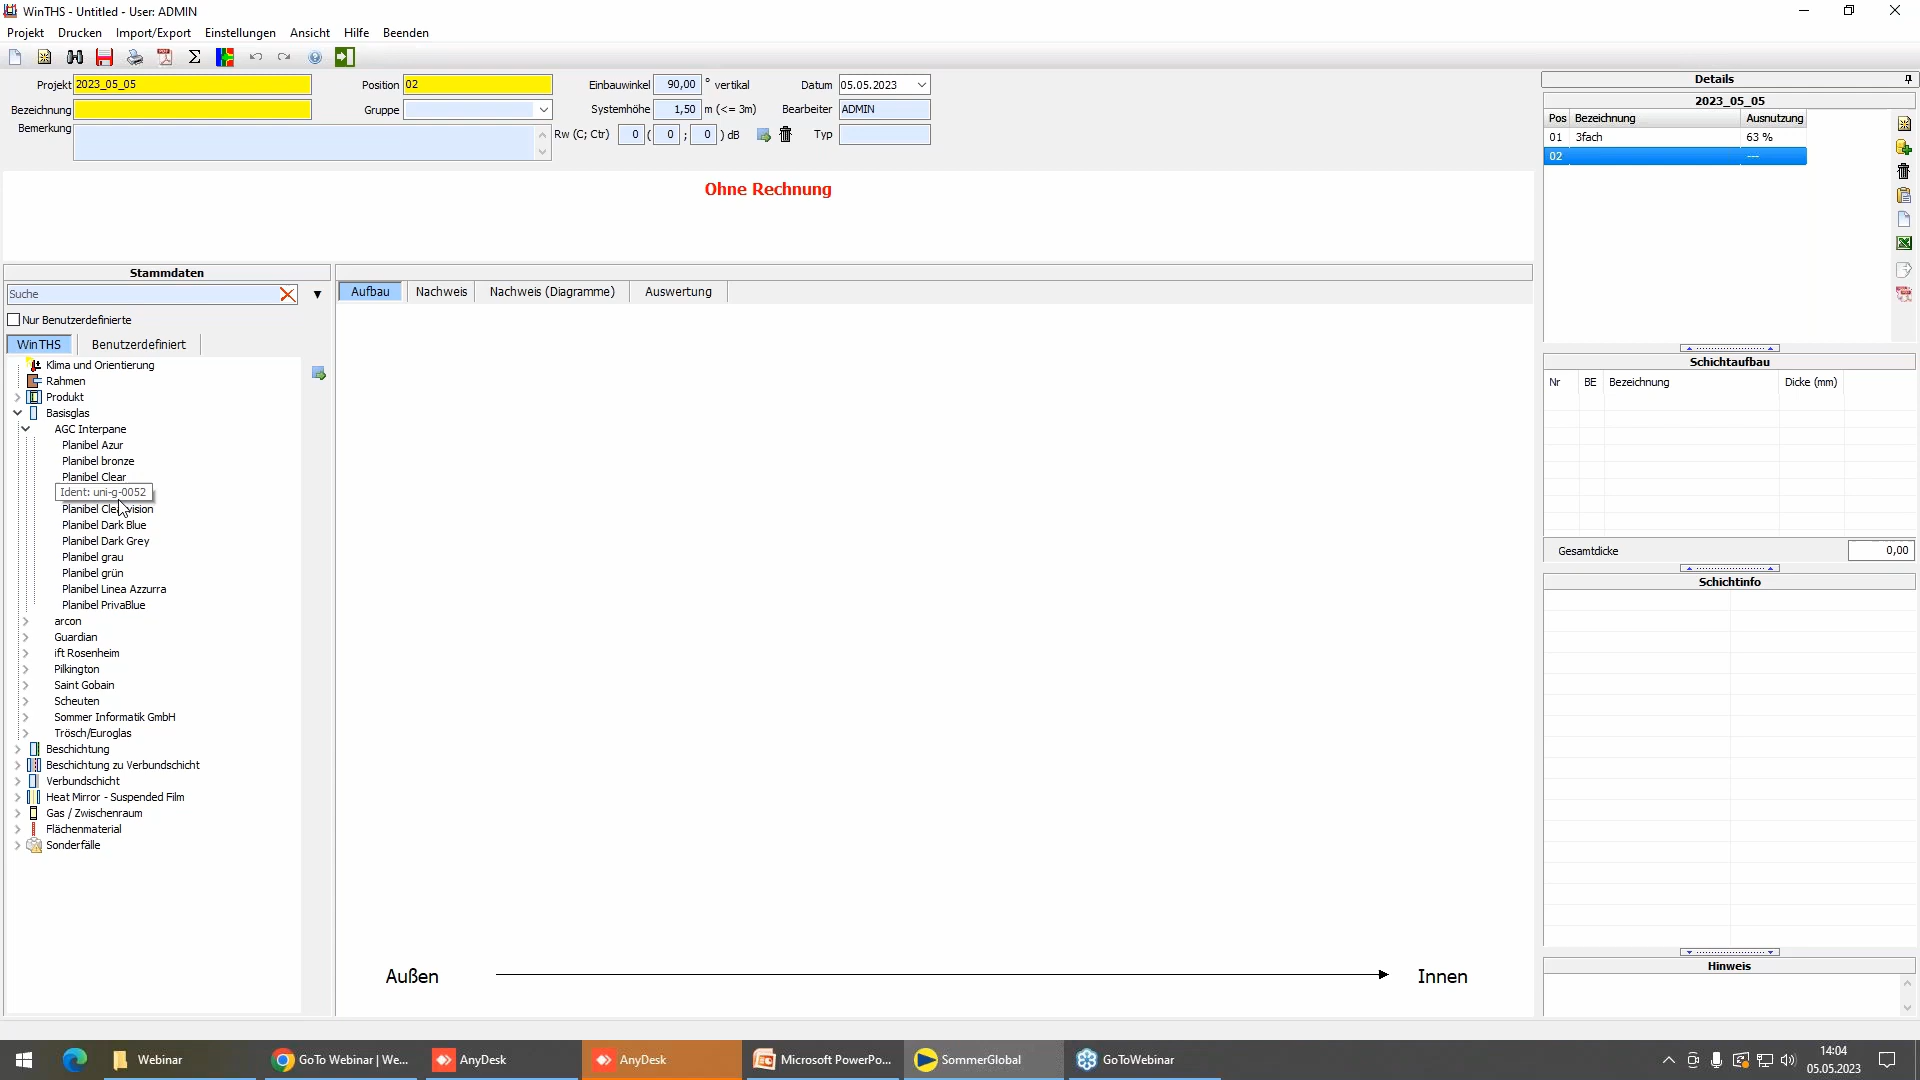 WinTHS - Untitled - User: ADMIN
Projekt Drucken Import/Export Einstellungen Ansicht Hilfe Beenden
Projekt 2023_05_05 Position 02 Einbauwinkel 90,00 ° vertikal Datum 05.05.2023
Bezeichnung Gruppe Systemhöhe 1,50 m (<= 3m) Bearbeiter ADMIN
Bemerkung Rw (C; Ctr) 0 ( 0 ; 0 ) dB Typ
Ohne Rechnung
Stammdaten
Suche
Nur Benutzerdefinierte
WinTHS Benutzerdefiniert
Klima und Orientierung
Rahmen
Produkt
Basisglas
AGC Interpane
Planibel Azur
Planibel bronze
Planibel Clear
Ident: uni-g-0052
Planibel Clearvision
Planibel Dark Blue
Planibel Dark Grey
Planibel grau
Planibel grün
Planibel Linea Azzurra
Planibel PrivaBlue
arcon
Guardian
ift Rosenheim
Pilkington
Saint Gobain
Scheuten
Sommer Informatik GmbH
Trösch/Euroglas
Beschichtung
Beschichtung zu Verbundschicht
Verbundschicht
Heat Mirror - Suspended Film
Gas / Zwischenraum
Flächenmaterial
Sonderfälle
Aufbau Nachweis Nachweis (Diagramme) Auswertung
Außen Innen
Details
2023_05_05
Pos Bezeichnung Ausnutzung
01 3fach 63 %
02 ---
Schichtaufbau
Nr BE Bezeichnung Dicke (mm)
Gesamtdicke 0,00
Schichtinfo
Hinweis
Webinar GoTo Webinar | We... AnyDesk AnyDesk Microsoft PowerPo... SommerGlobal GoToWebinar
14:04
05.05.2023